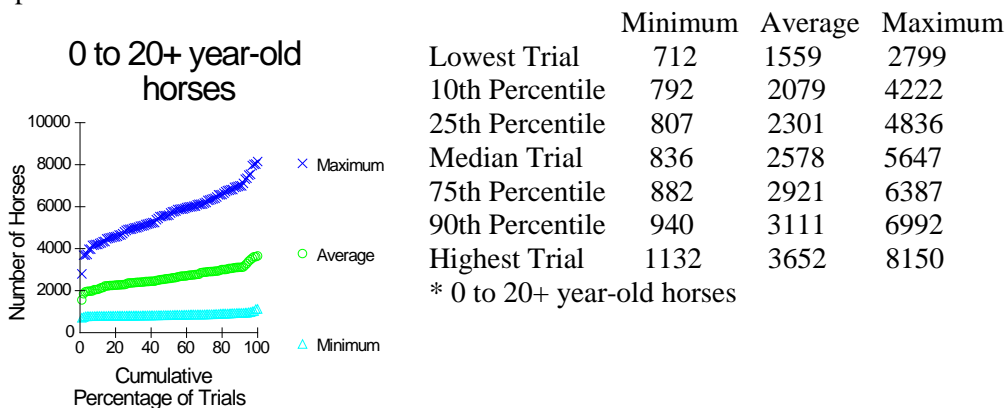 0 to 20+ year-old
horses
Number of Horses
10000
8000
6000
4000
2000
0
0 20 40 60 80 100
Cumulative
Percentage of Trials
Maximum
Average
Minimum
Minimum Average Maximum
Lowest Trial 712 1559 2799
10th Percentile 792 2079 4222
25th Percentile 807 2301 4836
Median Trial 836 2578 5647
75th Percentile 882 2921 6387
90th Percentile 940 3111 6992
Highest Trial 1132 3652 8150
* 0 to 20+ year-old horses